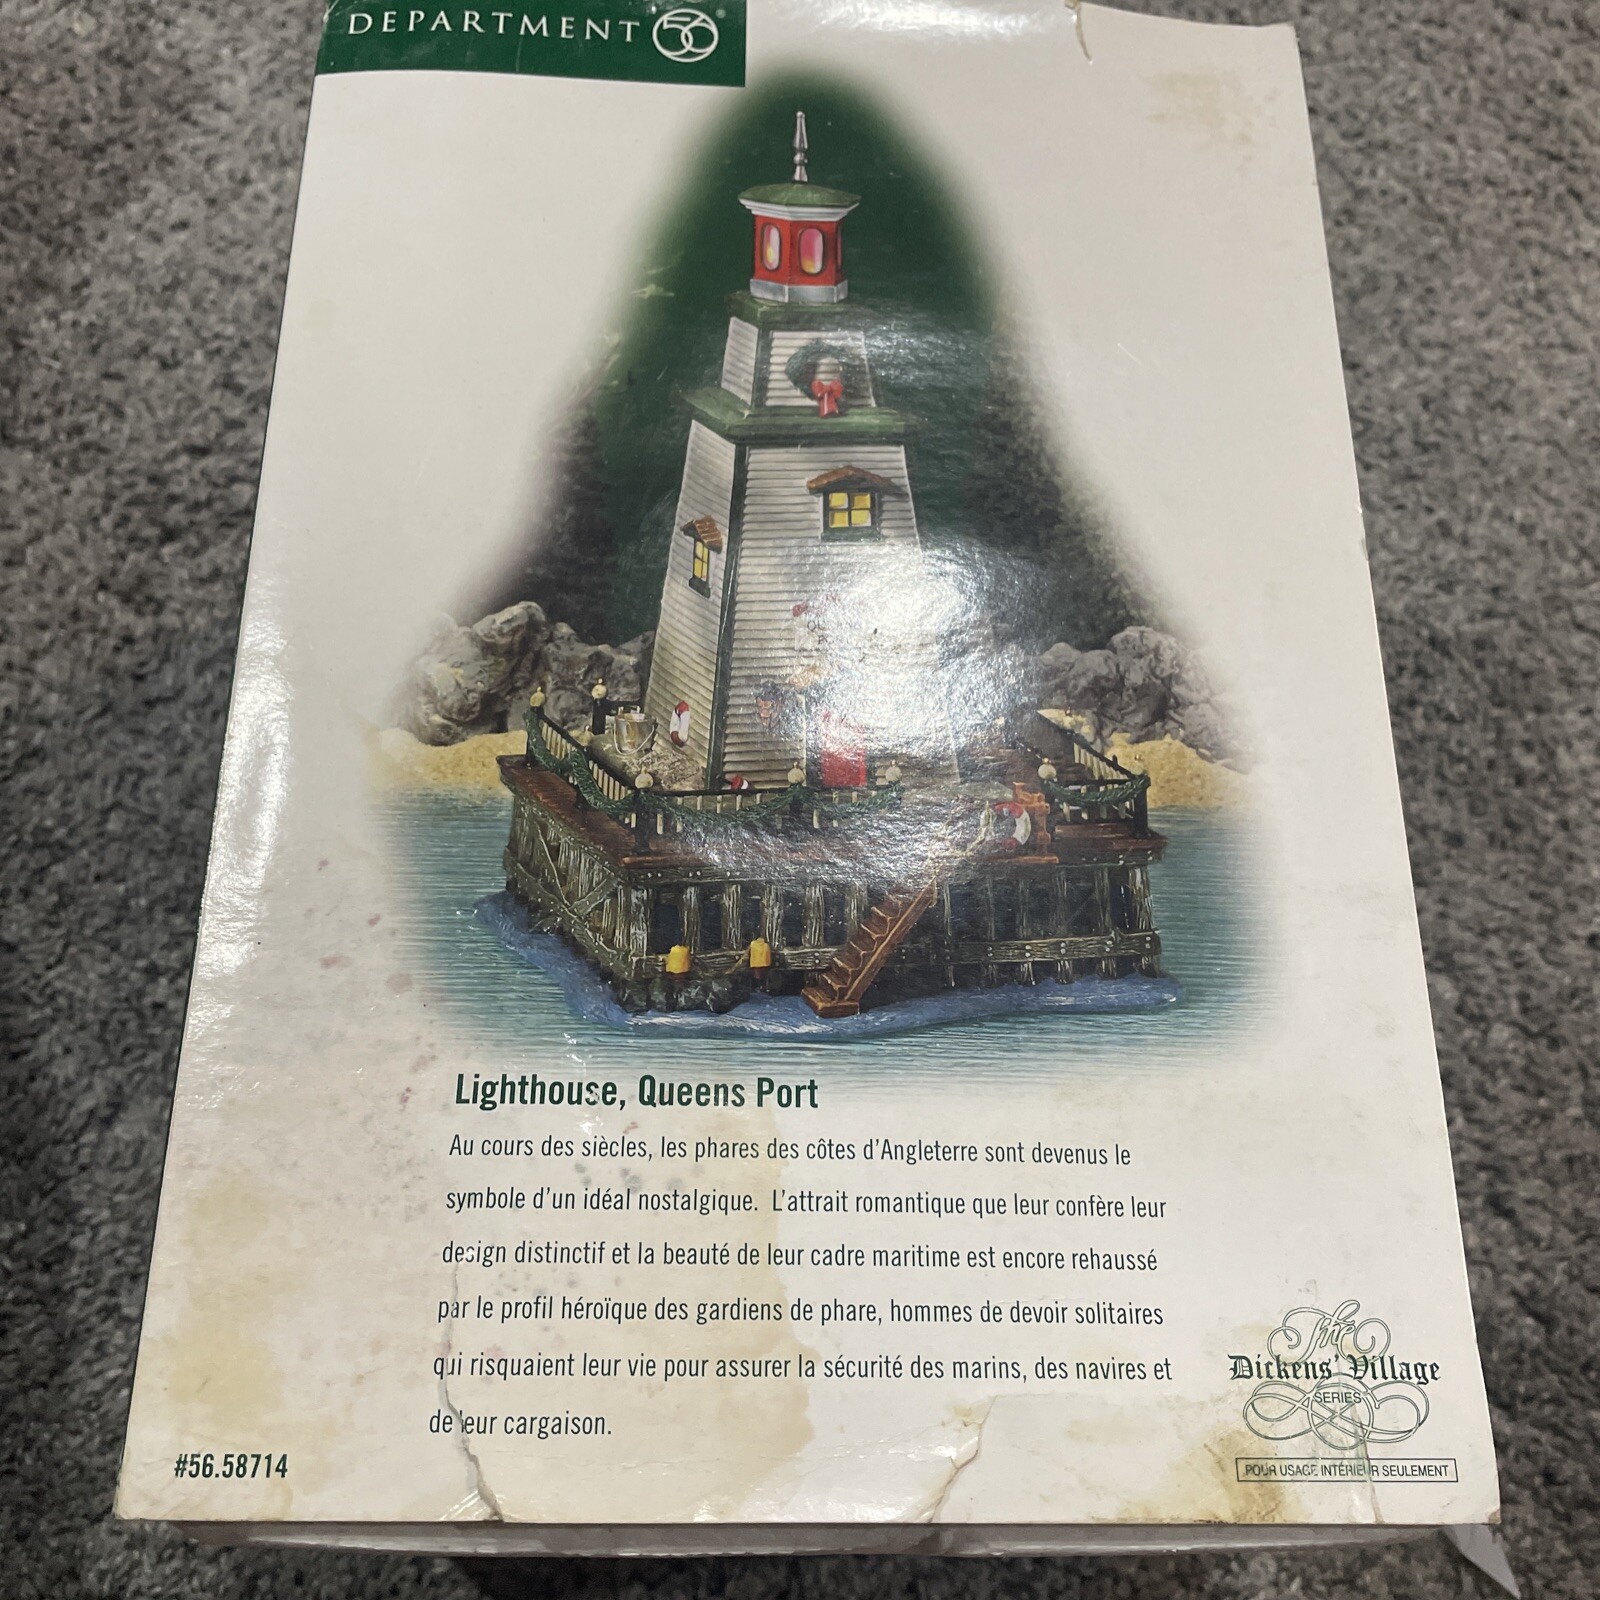 DEPARTMENT 56®
Lighthouse, Queens Port
Au cours des siècles, les phares des côtes d'Angleterre sont devenus le
symbole d'un idéal nostalgique. L'attrait romantique que leur confère leur
design distinctif et la beauté de leur cadre maritime est encore rehaussé
par le profil héroïque des gardiens de phare, hommes de devoir solitaires
qui risquaient leur vie pour assurer la sécurité des marins, des navires et
de leur cargaison.
The
Dickens' Village
SERIES
POUR USAGE INTÉRIEUR SEULEMENT
#56.58714